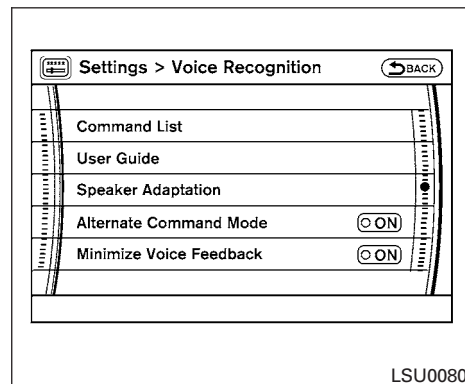 Settings > Voice Recognition BACK
Command List
User Guide
Speaker Adaptation
Alternate Command Mode ON
Minimize Voice Feedback ON
LSU0080